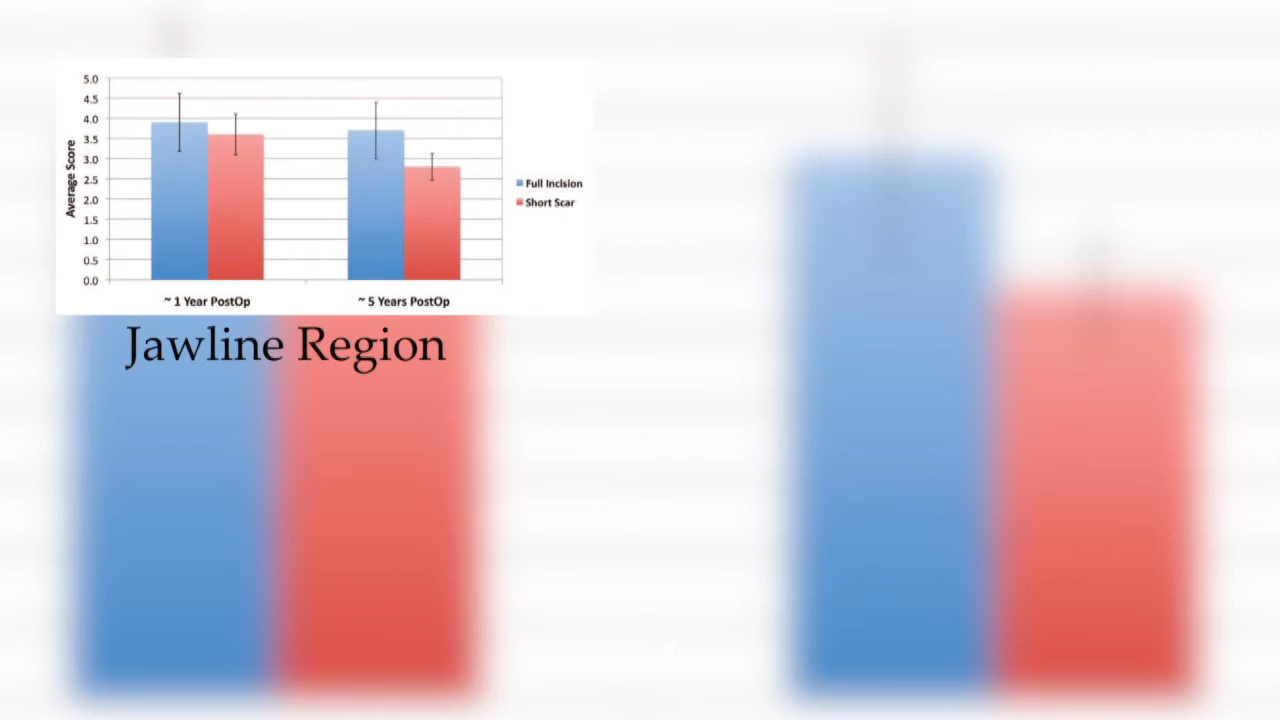 5.0
4.5
4.0
3.5
3.0
2.5
2.0
1.5
1.0
0.5
0.0
Average Score
~ 1 Year PostOp
~ 5 Years PostOp
Full Incision
Short Scar
Jawline Region